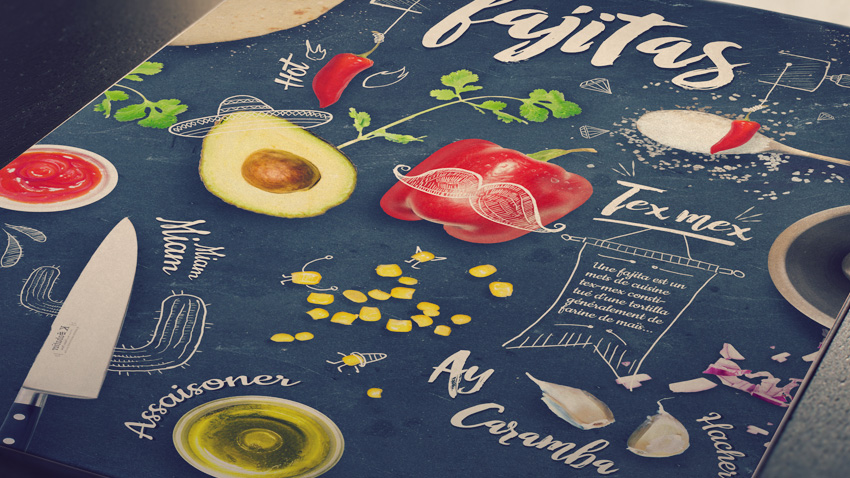 fajitas
Hot
Tex mex
Une fajita est un
mets de cuisine
tex-mex consti-
tué d'une tortilla
généralement de
farine de maïs.
Miam
Miam
Assaisoner
Ay
Caramba
Hacher